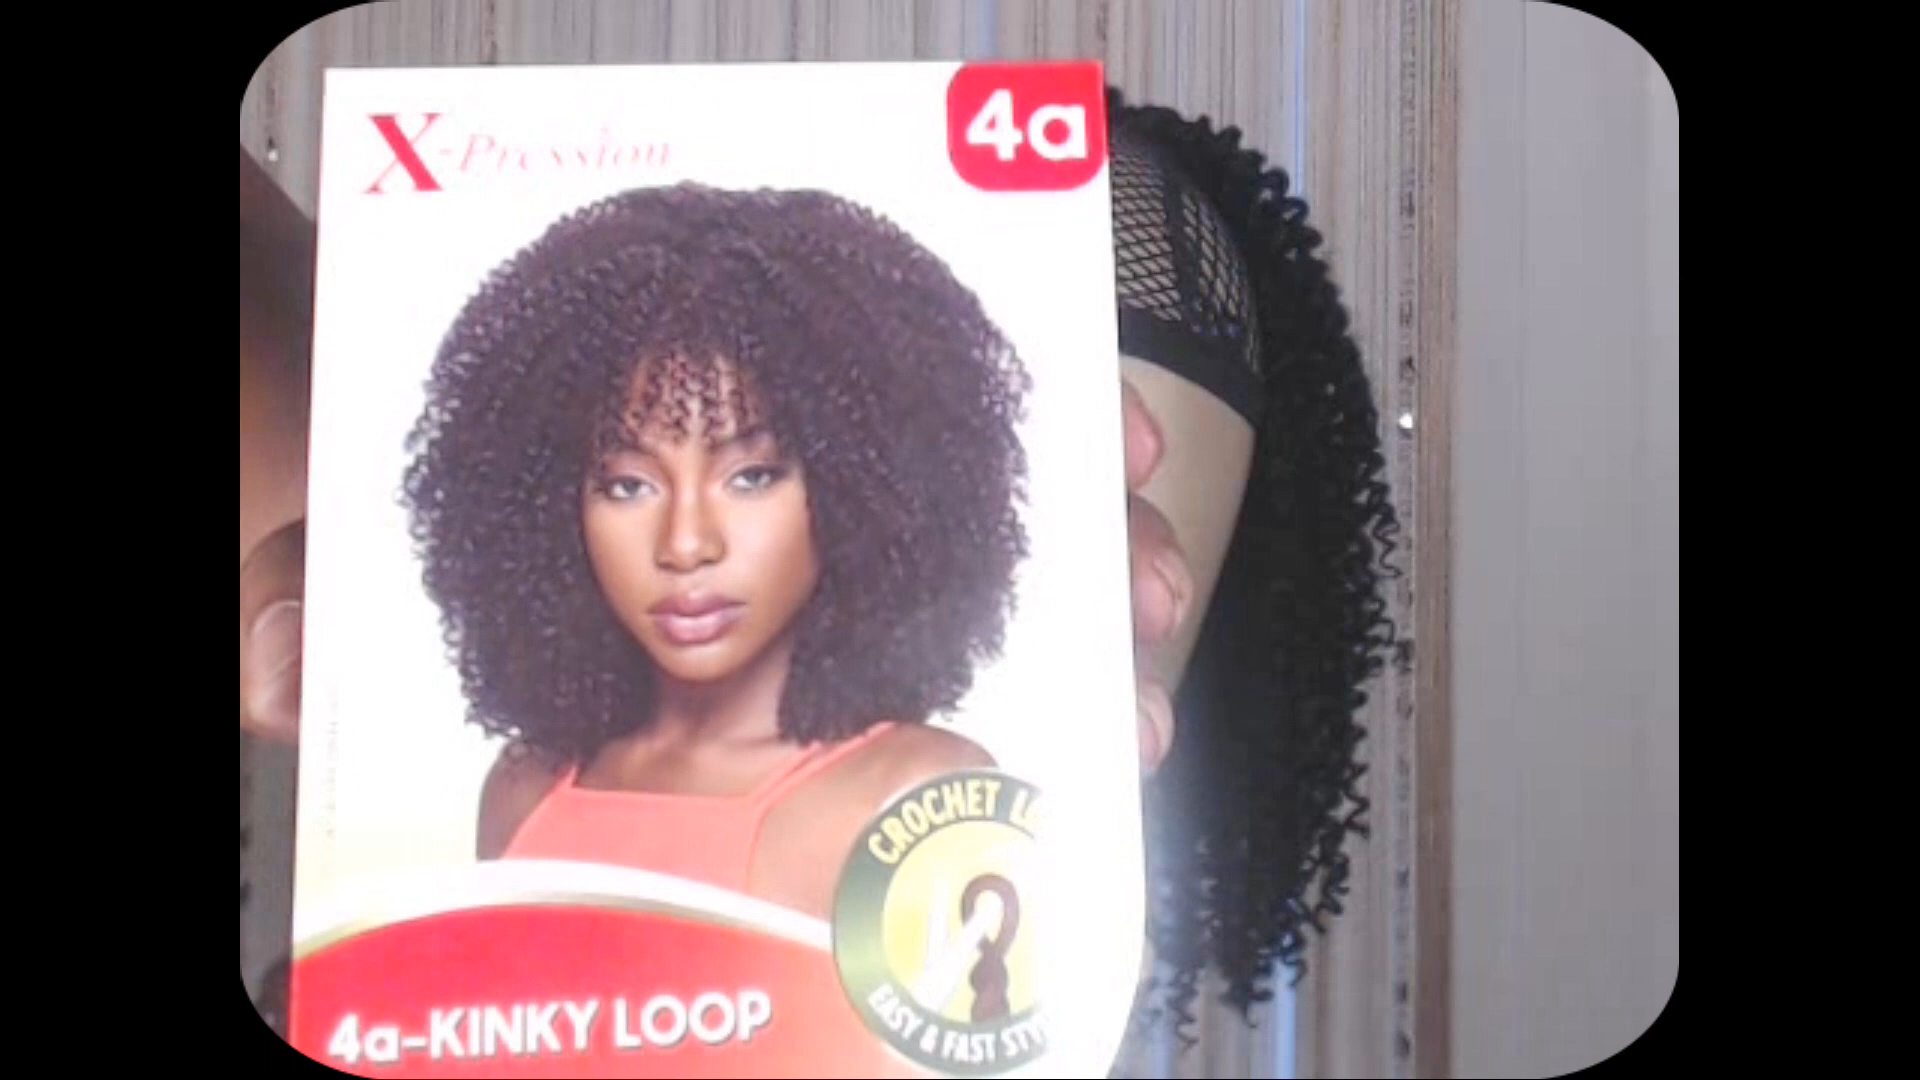 X-Pression
4a
CROCHET
EASY & FAST
4a-KINKY LOOP